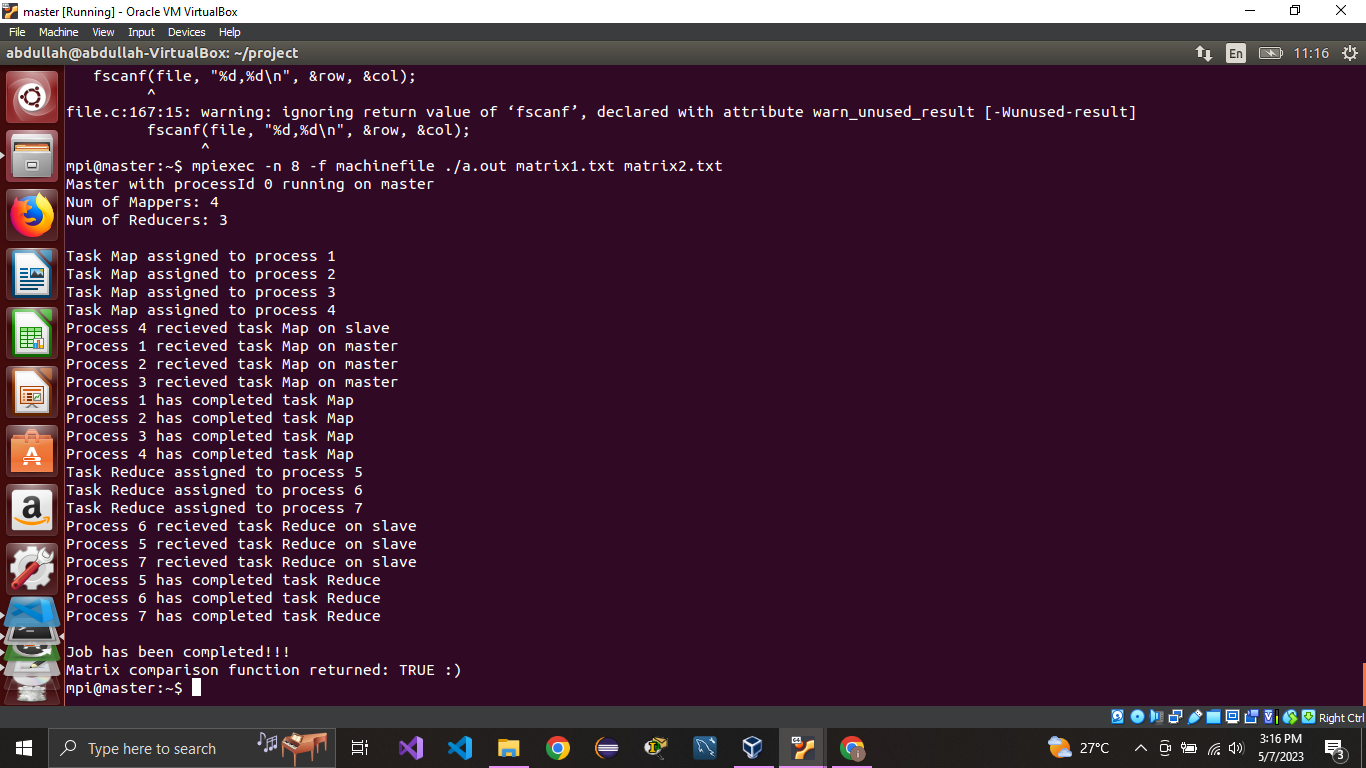 master [Running] - Oracle VM VirtualBox
File Machine View Input Devices Help
abdullah@abdullah-VirtualBox: ~/project
En 11:16
fscanf(file, "%d,%d\n", &row, &col);
^
file.c:167:15: warning: ignoring return value of ‘fscanf’, declared with attribute warn_unused_result [-Wunused-result]
fscanf(file, "%d,%d\n", &row, &col);
^
mpi@master:~$ mpiexec -n 8 -f machinefile ./a.out matrix1.txt matrix2.txt
Master with processId 0 running on master
Num of Mappers: 4
Num of Reducers: 3
Task Map assigned to process 1
Task Map assigned to process 2
Task Map assigned to process 3
Task Map assigned to process 4
Process 4 recieved task Map on slave
Process 1 recieved task Map on master
Process 2 recieved task Map on master
Process 3 recieved task Map on master
Process 1 has completed task Map
Process 2 has completed task Map
Process 3 has completed task Map
Process 4 has completed task Map
Task Reduce assigned to process 5
Task Reduce assigned to process 6
Task Reduce assigned to process 7
Process 6 recieved task Reduce on slave
Process 5 recieved task Reduce on slave
Process 7 recieved task Reduce on slave
Process 5 has completed task Reduce
Process 6 has completed task Reduce
Process 7 has completed task Reduce
Job has been completed!!!
Matrix comparison function returned: TRUE :)
mpi@master:~$
Right Ctrl
Type here to search
27°C
3:16 PM
5/7/2023
3